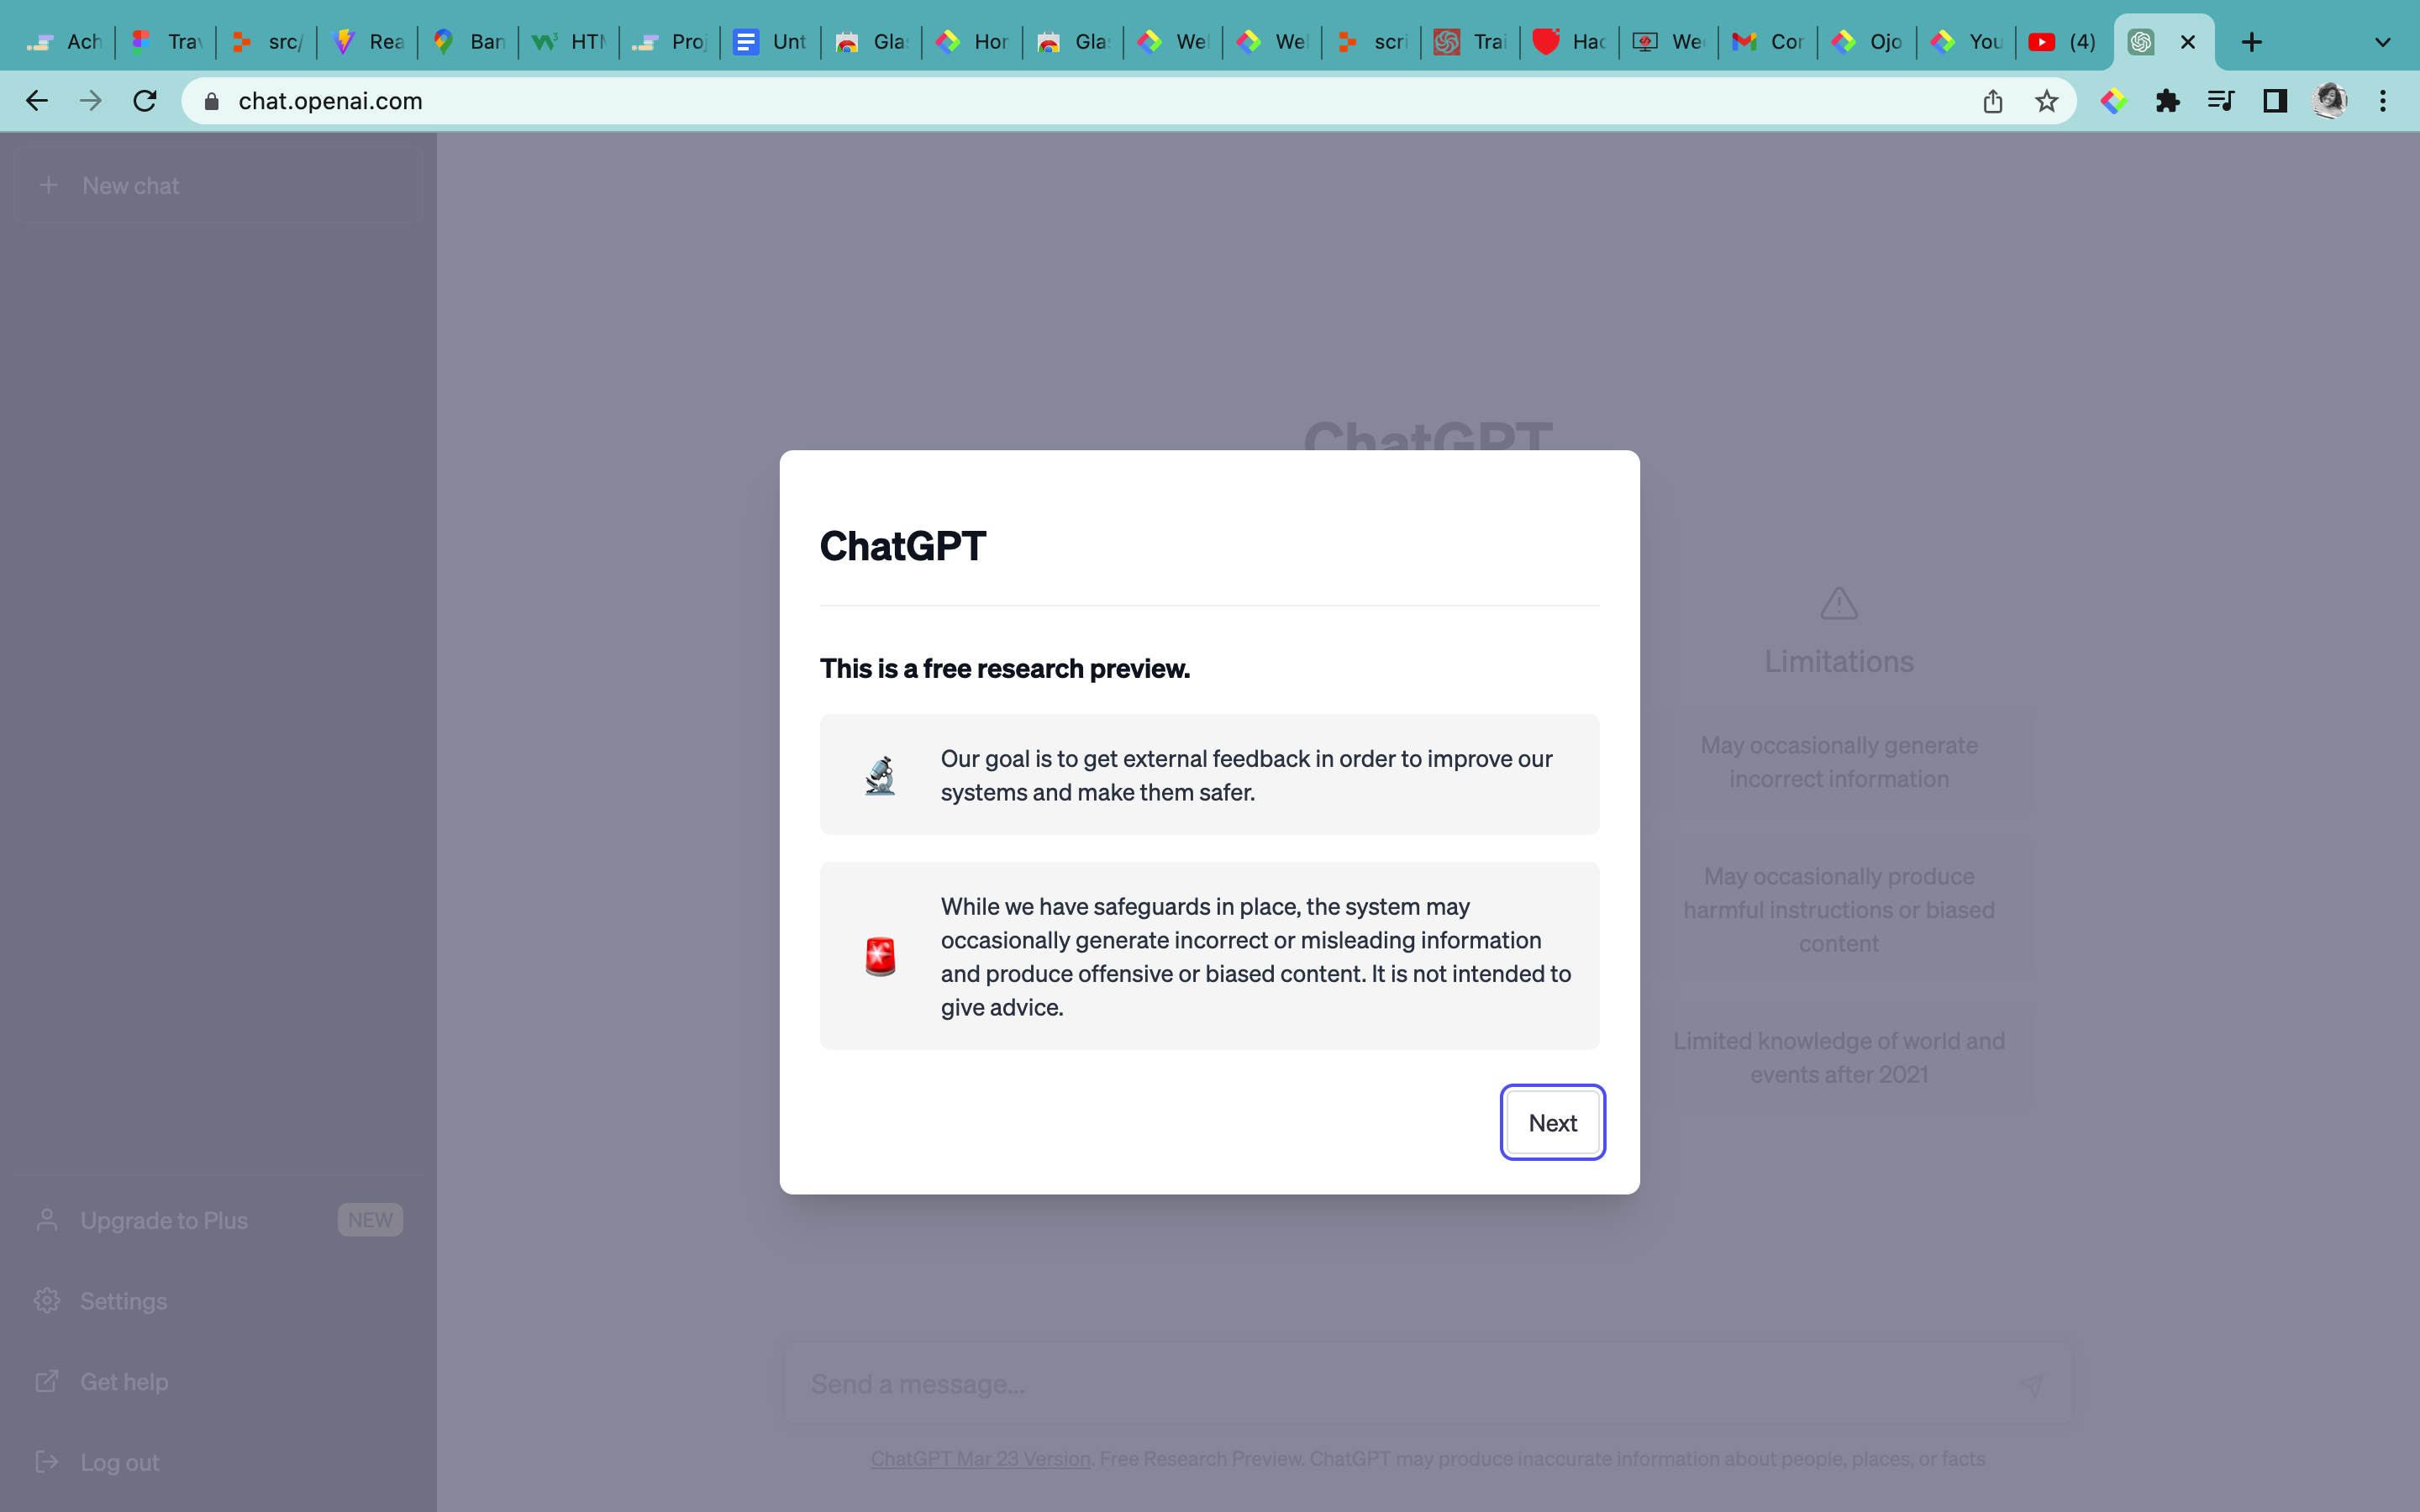 Ach
Tra
src/
Rea
Ban
HTM
Proj
Unt
Gla
Hor
Gla
Wel
Wel
scri
Trai
Hac
We
Cor
Ojo
You
(4)
chat.openai.com
New chat
ChatGPT
Limitations
May occasionally generate
incorrect information
May occasionally produce
harmful instructions or biased
content
Limited knowledge of world and
events after 2021
ChatGPT
This is a free research preview.
Our goal is to get external feedback in order to improve our
systems and make them safer.
While we have safeguards in place, the system may
occasionally generate incorrect or misleading information
and produce offensive or biased content. It is not intended to
give advice.
Next
Upgrade to Plus NEW
Settings
Get help
Log out
Send a message...
ChatGPT Mar 23 Version. Free Research Preview. ChatGPT may produce inaccurate information about people, places, or facts